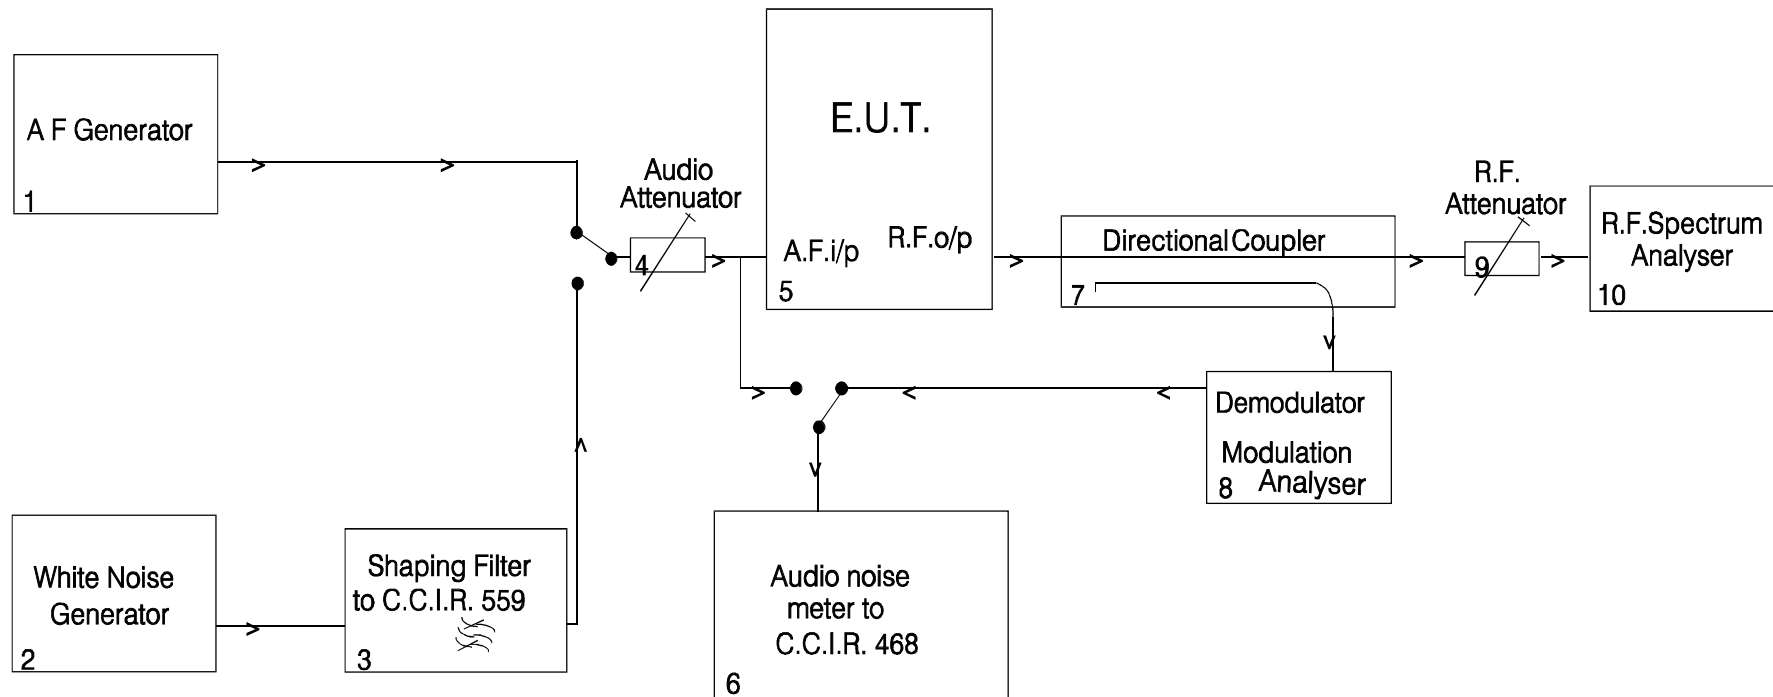 A F Generator
1
Audio
Attenuator
4
E.U.T.
A.F.i/p
R.F.o/p
5
Directional Coupler
7
R.F.
Attenuator
9
R.F.Spectrum
Analyser
10
Demodulator
Modulation
Analyser
8
White Noise
Generator
2
Shaping Filter
to C.C.I.R. 559
3
Audio noise
meter to
C.C.I.R. 468
6